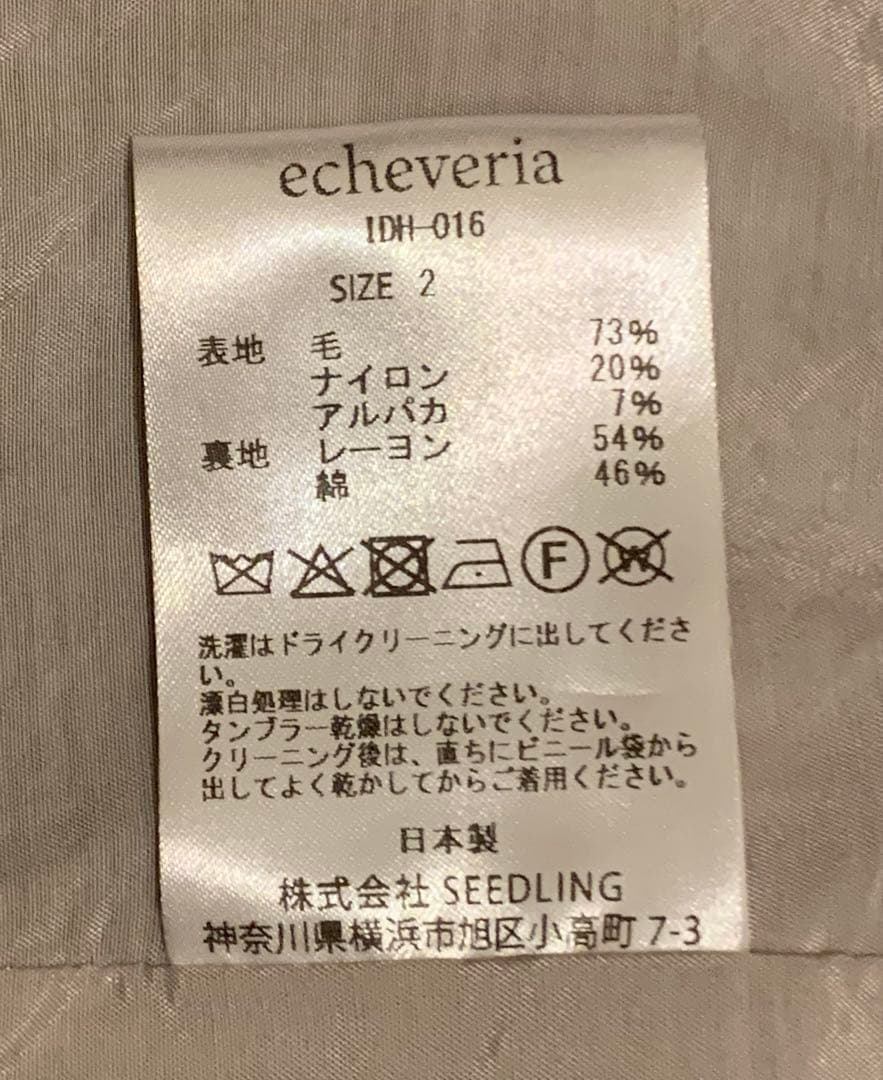 echeveria
IDH-016
SIZE 2
表地 毛 73%
ナイロン 20%
アルパカ 7%
裏地 レーヨン 54%
綿 46%
F W
洗濯はドライクリーニングに出してくださ
い。
漂白処理はしないでください。
タンブラー乾燥はしないでください。
クリーニング後は、直ちにビニール袋から
出してよく乾かしてからご着用ください。
日本製
株式会社 SEEDLING
神奈川県横浜市旭区小高町 7-3